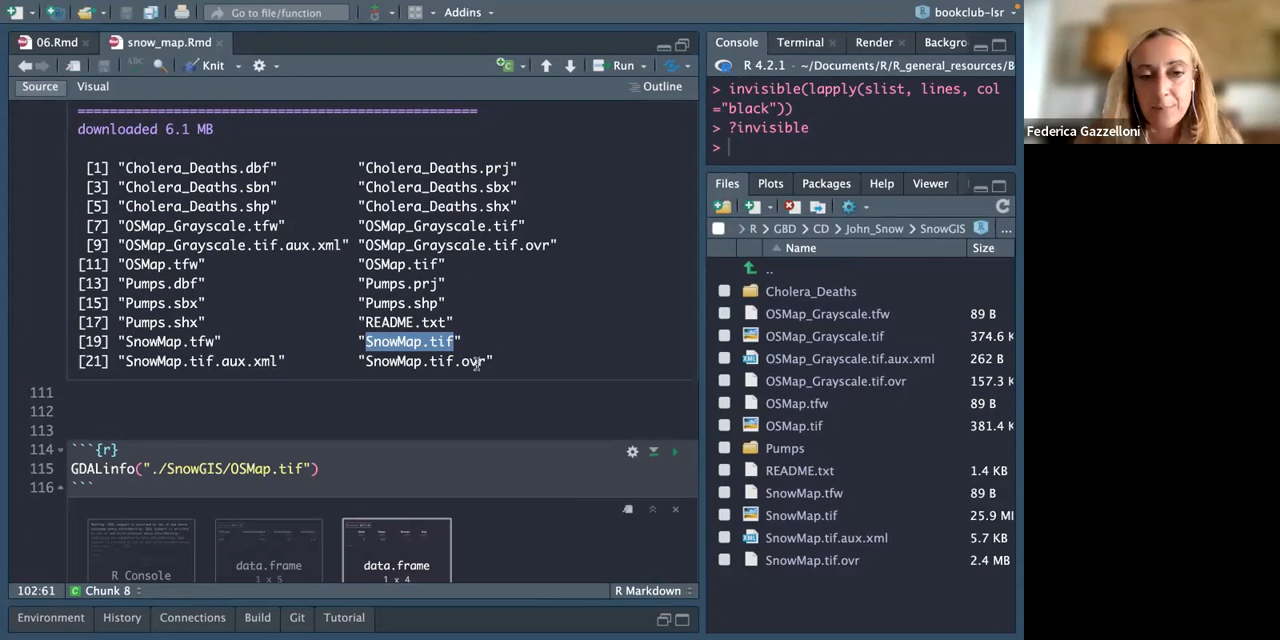 Go to file/function
Addins
bookclub-lsr
06.Rmd
snow_map.Rmd
Knit
Run
Source
Visual
Outline
downloaded 6.1 MB
[1] "Cholera_Deaths.dbf" "Cholera_Deaths.prj"
[3] "Cholera_Deaths.sbn" "Cholera_Deaths.sbx"
[5] "Cholera_Deaths.shp" "Cholera_Deaths.shx"
[7] "OSMap_Grayscale.tfw" "OSMap_Grayscale.tif"
[9] "OSMap_Grayscale.tif.aux.xml" "OSMap_Grayscale.tif.ovr"
[11] "OSMap.tfw" "OSMap.tif"
[13] "Pumps.dbf" "Pumps.prj"
[15] "Pumps.sbx" "Pumps.shp"
[17] "Pumps.shx" "README.txt"
[19] "SnowMap.tfw" "SnowMap.tif"
[21] "SnowMap.tif.aux.xml" "SnowMap.tif.ovr"
111
112
113
114 ```{r}
115 GDALinfo("./SnowGIS/OSMap.tif")
116 ```
R Console
data.frame
1 x 5
data.frame
1 x 4
102:61
Chunk 8
R Markdown
Environment
History
Connections
Build
Git
Tutorial
Console
Terminal
Render
Backgro
R 4.2.1 · ~/Documents/R/R_general_resources/B
> invisible(lapply(slist, lines, col
="black"))
> ?invisible
>
Files
Plots
Packages
Help
Viewer
R > GBD > CD > John_Snow > SnowGIS
...
Name
Size
..
Cholera_Deaths
OSMap_Grayscale.tfw 89 B
OSMap_Grayscale.tif 374.6 K
OSMap_Grayscale.tif.aux.xml 262 B
OSMap_Grayscale.tif.ovr 157.3 K
OSMap.tfw 89 B
OSMap.tif 381.4 K
Pumps
README.txt 1.4 KB
SnowMap.tfw 89 B
SnowMap.tif 25.9 M
SnowMap.tif.aux.xml 5.7 KB
SnowMap.tif.ovr 2.4 MB
Federica Gazzelloni